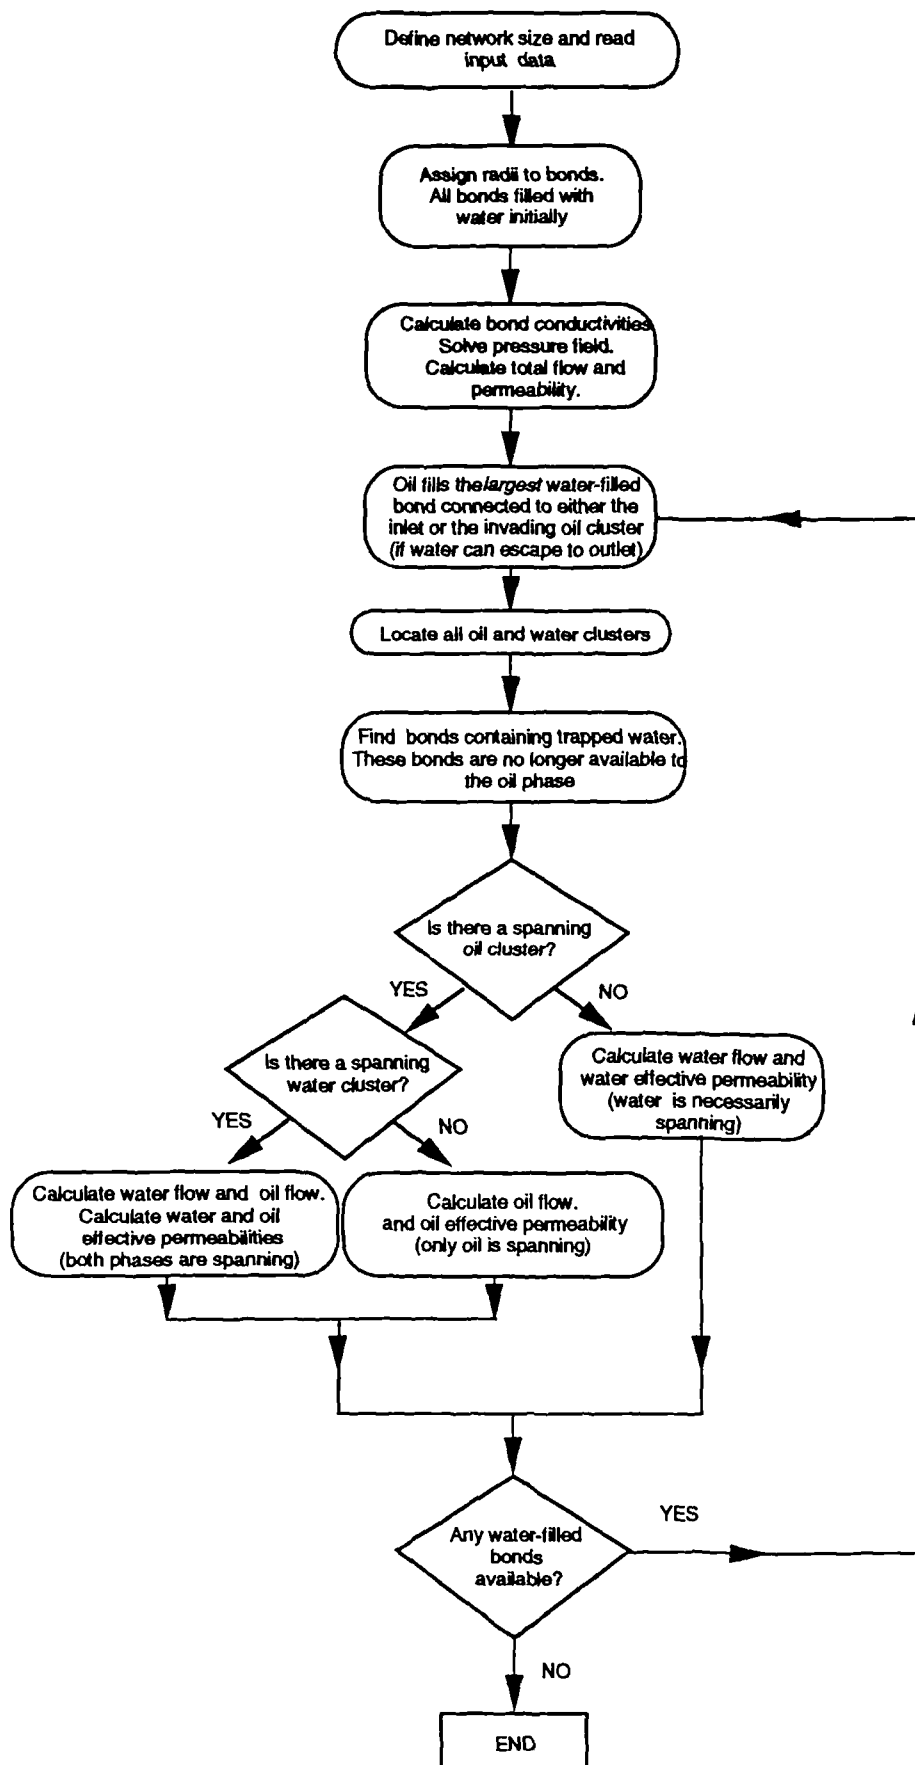 Define network size and read
input data
Assign radii to bonds.
All bonds filled with
water initially
Calculate bond conductivities
Solve pressure field.
Calculate total flow and
permeability.
Oil fills the largest water-filled
bond connected to either the
inlet or the invading oil cluster
(if water can escape to outlet)
Locate all oil and water clusters
Find bonds containing trapped water.
These bonds are no longer available to
the oil phase
Is there a spanning
oil cluster?
YES
NO
Is there a spanning
water cluster?
Calculate water flow and
water effective permeability
(water is necessarily
spanning)
YES
NO
Calculate water flow and oil flow.
Calculate water and oil
effective permeabilities
(both phases are spanning)
Calculate oil flow.
and oil effective permeability
(only oil is spanning)
Any water-filled
bonds
available?
YES
NO
END